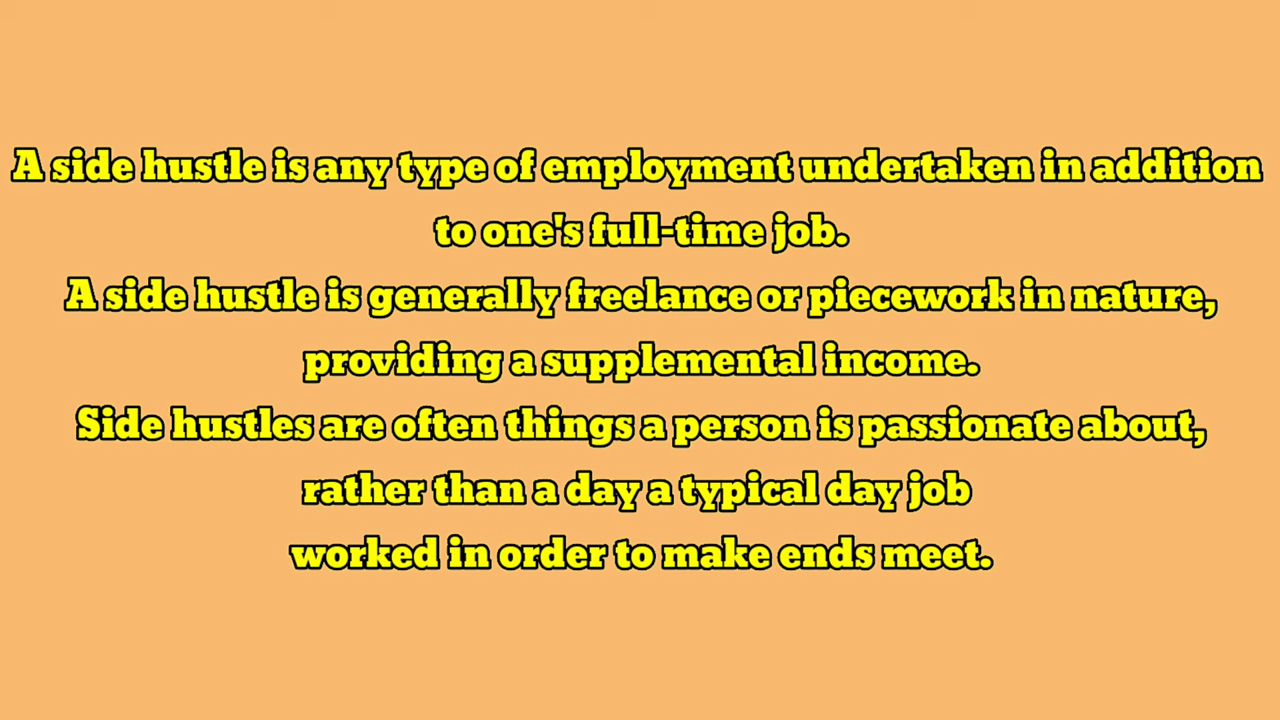 A side hustle is any type of employment undertaken in addition
to one's full-time job.
A side hustle is generally freelance or piecework in nature,
providing a supplemental income.
Side hustles are often things a person is passionate about,
rather than a day a typical day job
worked in order to make ends meet.